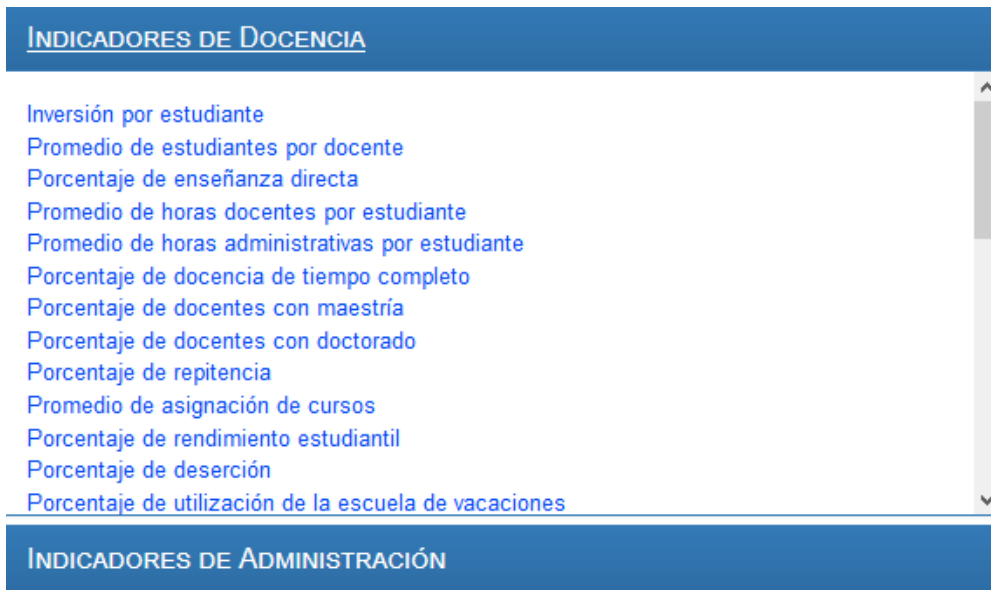 INDICADORES DE DOCENCIA
Inversión por estudiante
Promedio de estudiantes por docente
Porcentaje de enseñanza directa
Promedio de horas docentes por estudiante
Promedio de horas administrativas por estudiante
Porcentaje de docencia de tiempo completo
Porcentaje de docentes con maestría
Porcentaje de docentes con doctorado
Porcentaje de repitencia
Promedio de asignación de cursos
Porcentaje de rendimiento estudiantil
Porcentaje de deserción
Porcentaje de utilización de la escuela de vacaciones
INDICADORES DE ADMINISTRACIÓN